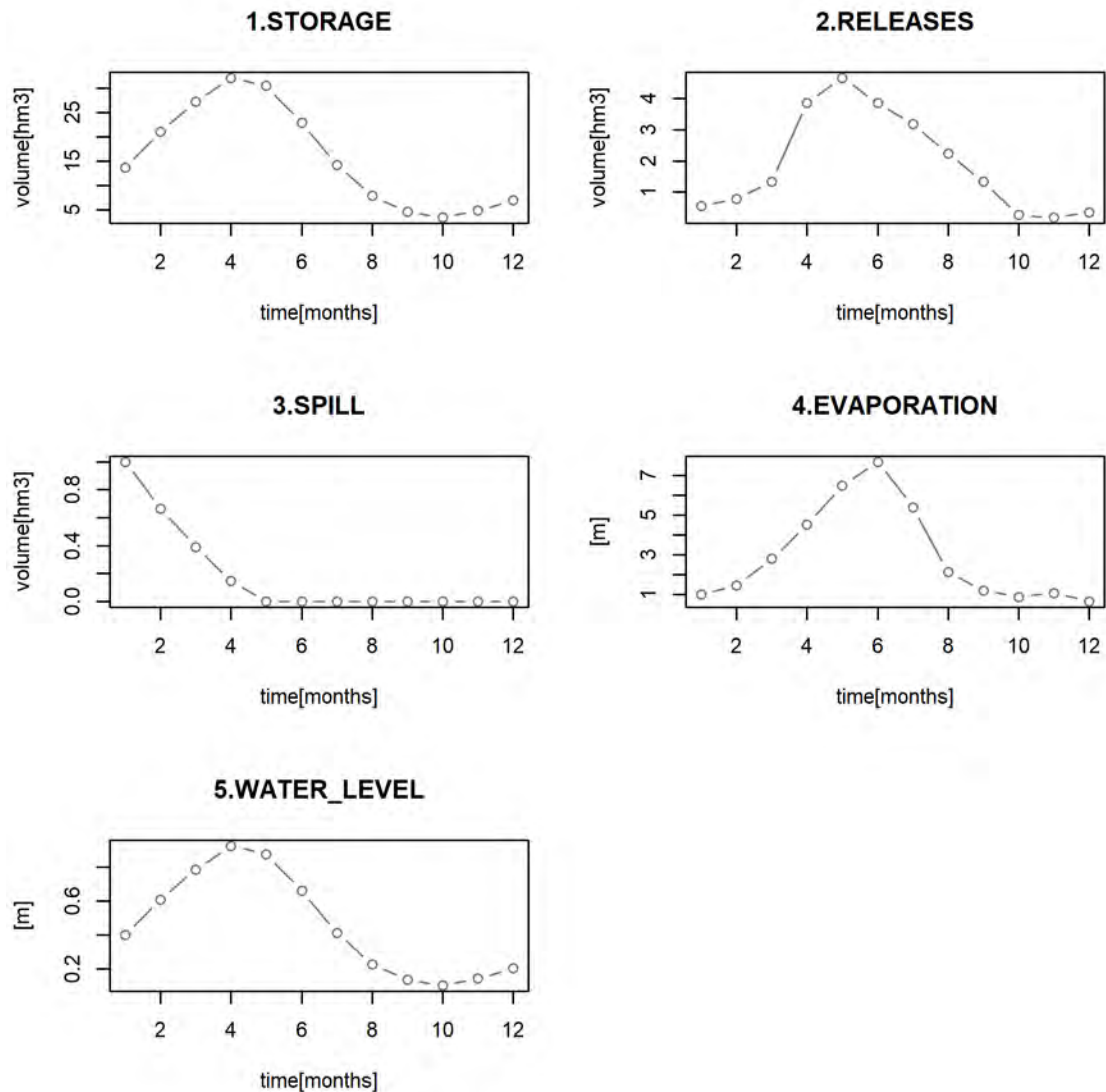 1.STORAGE
volume[hm3]
5 15 25
2 4 6 8 10 12
time[months]
2.RELEASES
volume[hm3]
1 2 3 4
2 4 6 8 10 12
time[months]
3.SPILL
volume[hm3]
0.0 0.4 0.8
2 4 6 8 10 12
time[months]
4.EVAPORATION
[m]
1 3 5 7
2 4 6 8 10 12
time[months]
5.WATER_LEVEL
[m]
0.2 0.6
2 4 6 8 10 12
time[months]